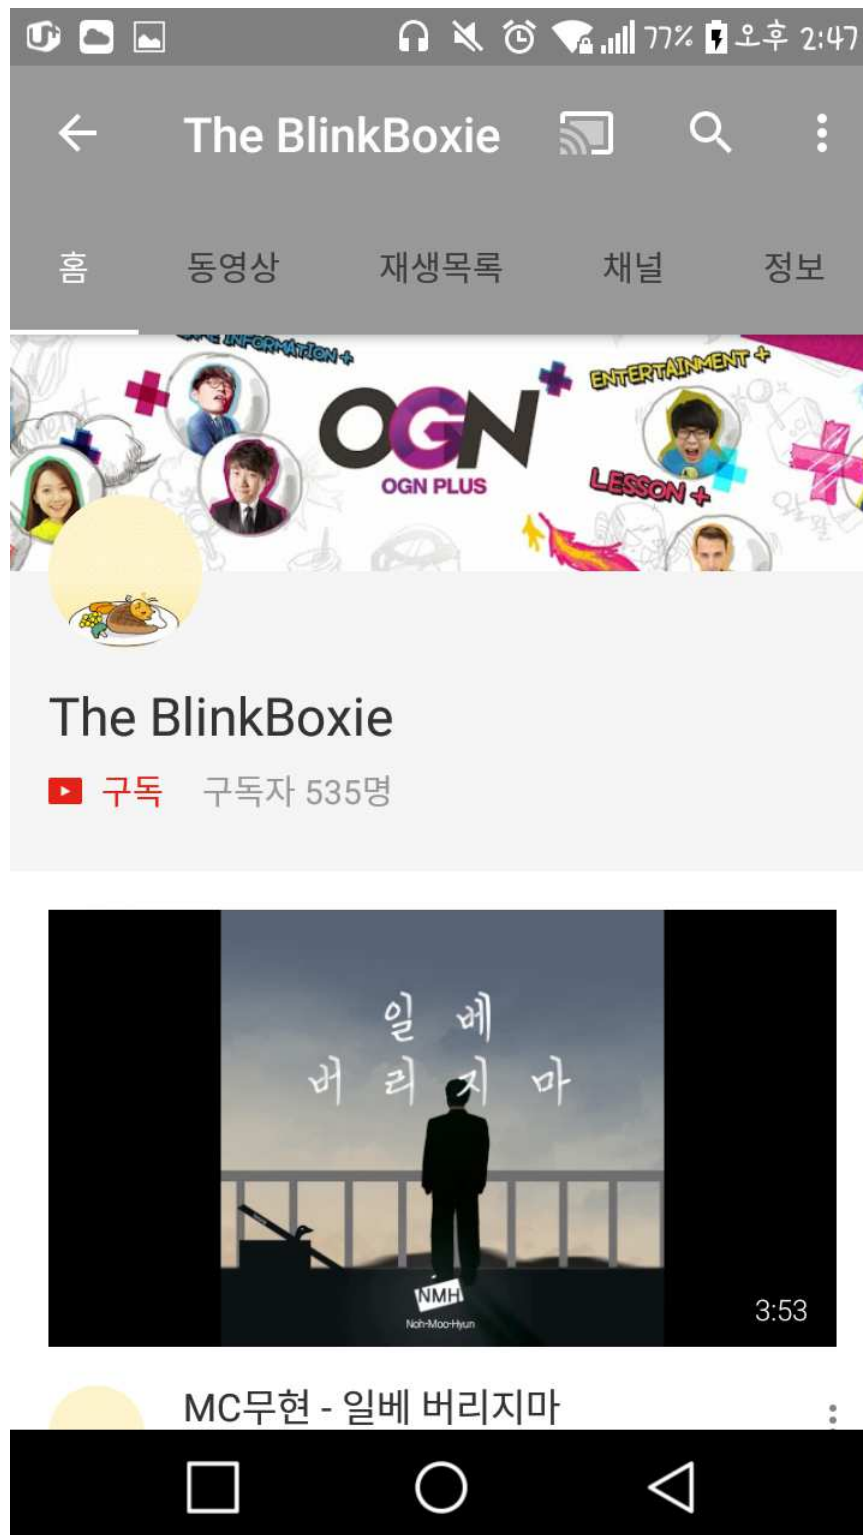 77% 오후 2:47
The BlinkBoxie
홈 동영상 재생목록 채널 정보
GAME INFORMATION +
ENTERTAINMENT +
OGN
OGN PLUS
LESSON +
The BlinkBoxie
구독 구독자 535명
일 베
버 리 지 마
NMH
Noh-Moo-Hyun
3:53
MC무현 - 일베 버리지마